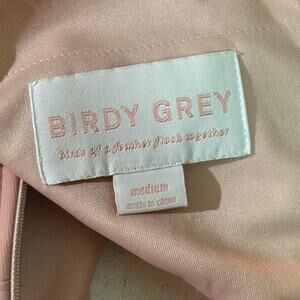 BIRDY GREY
birds of a feather flock together
medium
made in china